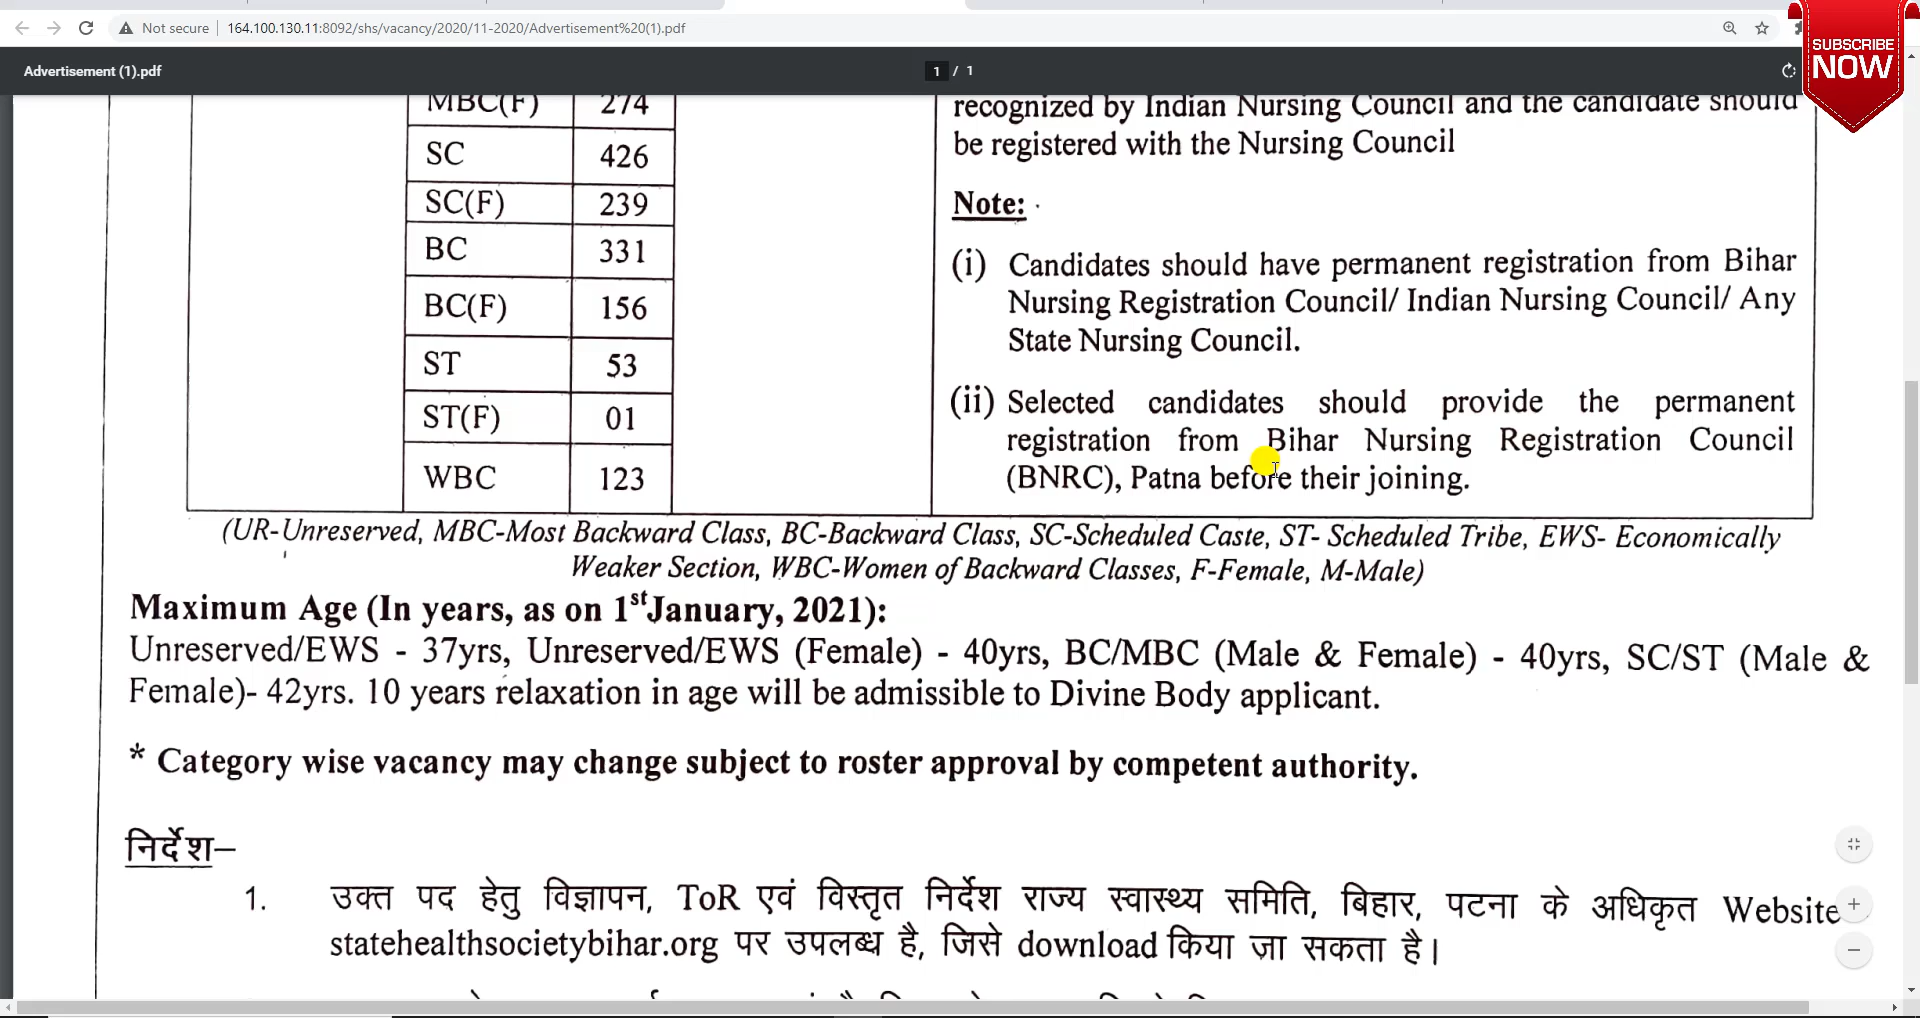 Not secure
164.100.130.11:8092/shs/vacancy/2020/11-2020/Advertisement%20(1).pdf
SUBSCRIBE
NOW
Advertisement (1).pdf
1 / 1
MBC(F) 274
SC 426
SC(F) 239
BC 331
BC(F) 156
ST 53
ST(F) 01
WBC 123
recognized by Indian Nursing Council and the candidate should
be registered with the Nursing Council
Note:
(i) Candidates should have permanent registration from Bihar
Nursing Registration Council/ Indian Nursing Council/ Any
State Nursing Council.
(ii) Selected candidates should provide the permanent
registration from Bihar Nursing Registration Council
(BNRC), Patna before their joining.
(UR-Unreserved, MBC-Most Backward Class, BC-Backward Class, SC-Scheduled Caste, ST- Scheduled Tribe, EWS- Economically
Weaker Section, WBC-Women of Backward Classes, F-Female, M-Male)
Maximum Age (In years, as on 1st January, 2021):
Unreserved/EWS - 37yrs, Unreserved/EWS (Female) - 40yrs, BC/MBC (Male & Female) - 40yrs, SC/ST (Male &
Female)- 42yrs. 10 years relaxation in age will be admissible to Divine Body applicant.
* Category wise vacancy may change subject to roster approval by competent authority.
निर्देश–
1. उक्त पद हेतु विज्ञापन, ToR एवं विस्तृत निर्देश राज्य स्वास्थ्य समिति, बिहार, पटना के अधिकृत Website
statehealthsocietybihar.org पर उपलब्ध है, जिसे download किया जा सकता है।